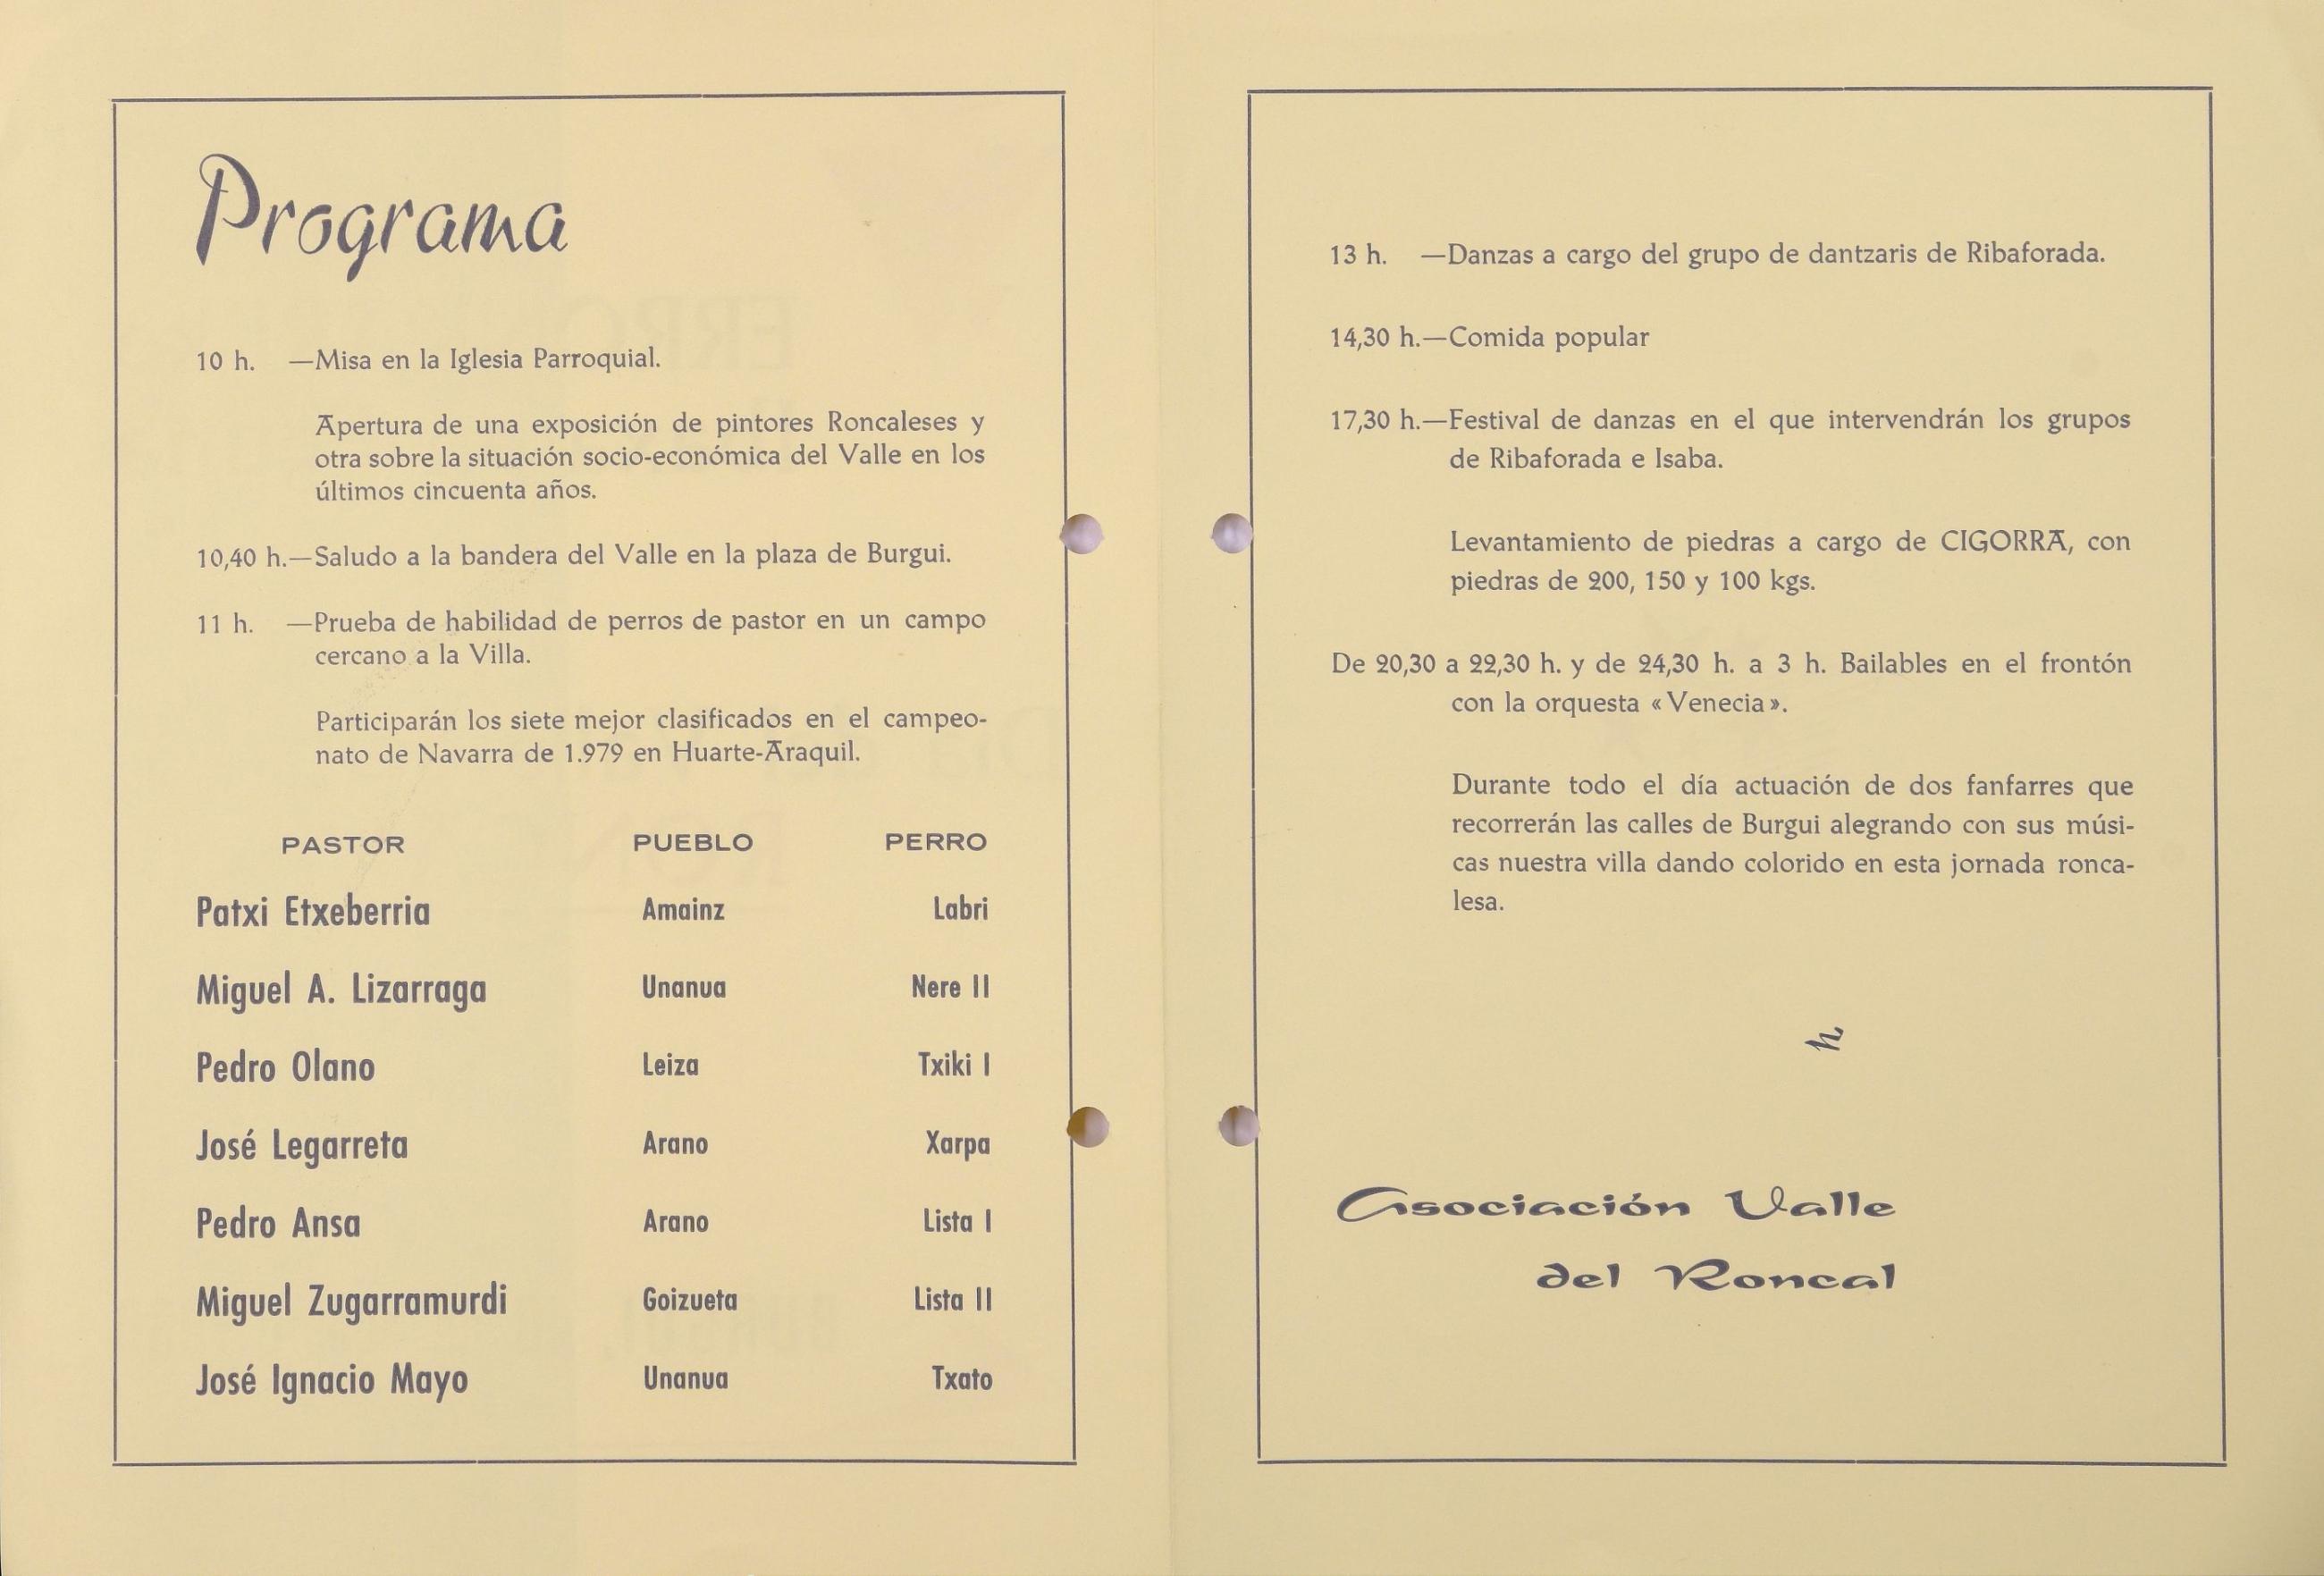 Programa
10 h. —Misa en la Iglesia Parroquial.
Apertura de una exposición de pintores Roncaleses y
otra sobre la situación socio-económica del Valle en los
últimos cincuenta años.
10,40 h.—Saludo a la bandera del Valle en la plaza de Burgui.
11 h. —Prueba de habilidad de perros de pastor en un campo
cercano a la Villa.
Participarán los siete mejor clasificados en el campeo-
nato de Navarra de 1.979 en Huarte-Araquil.
PASTOR PUEBLO PERRO
Patxi Etxeberria Amainz Labri
Miguel A. Lizarraga Unanua Nere II
Pedro Olano Leiza Txiki I
José Legarreta Arano Xarpa
Pedro Ansa Arano Lista I
Miguel Zugarramurdi Goizueta Lista II
José Ignacio Mayo Unanua Txato
13 h. —Danzas a cargo del grupo de dantzaris de Ribaforada.
14,30 h.—Comida popular
17,30 h.—Festival de danzas en el que intervendrán los grupos
de Ribaforada e Isaba.
Levantamiento de piedras a cargo de CIGORRA, con
piedras de 200, 150 y 100 kgs.
De 20,30 a 22,30 h. y de 24,30 h. a 3 h. Bailables en el frontón
con la orquesta «Venecia».
Durante todo el día actuación de dos fanfarres que
recorrerán las calles de Burgui alegrando con sus músi-
cas nuestra villa dando colorido en esta jornada ronca-
lesa.
Asociación Valle
del Roncal